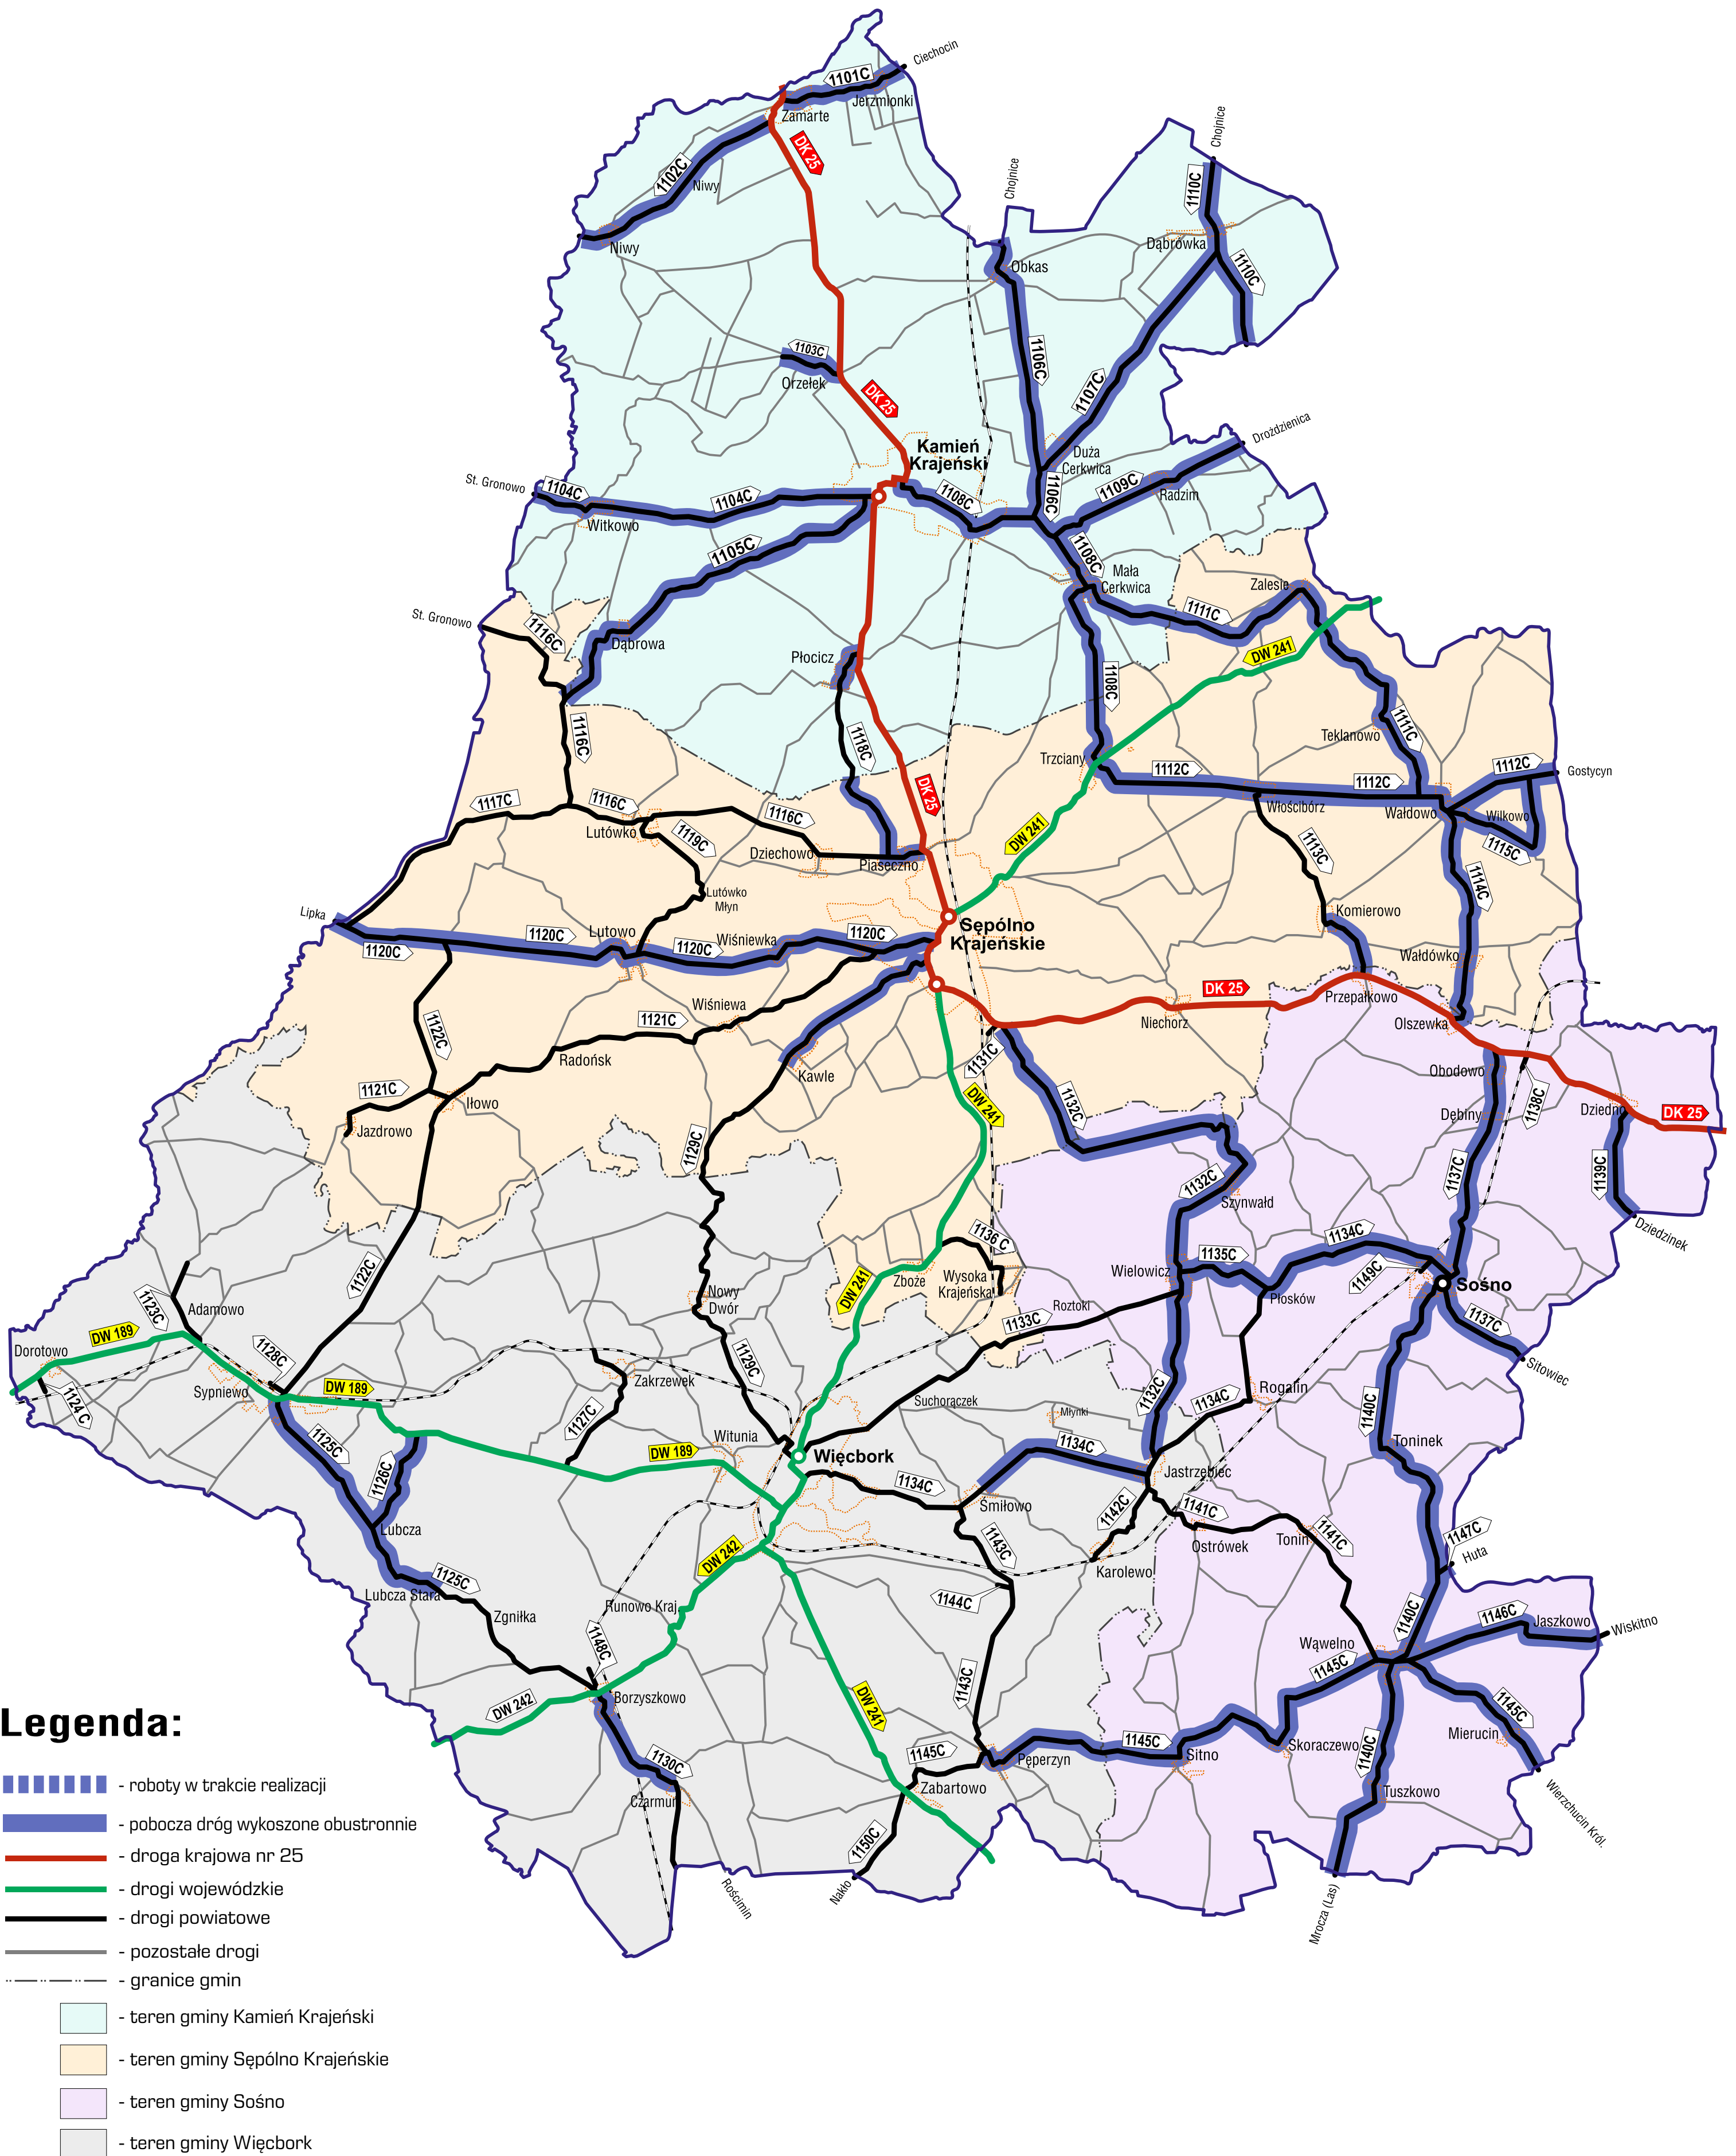 Ciechocin
1101C
Jerzmionki
Zamarte
DK 25
1102C
Niwy
Niwy
Chojnice
Chojnice
1110C
Dąbrówka
1110C
Obkas
1103C
Orzełek
1106C
1107C
DK 25
Kamień
Krajeński
Duża
Cerkwica
Drożdzienica
St. Gronowo
1104C
1104C
Witkowo
1108C
1106C
1109C
Radzim
1105C
1108C
Mała
Cerkwica
Zalesie
St. Gronowo
1116C
Dąbrowa
1111C
DW 241
Płocicz
1108C
1116C
1118C
Teklanowo
1111C
Trzciany
1112C
1112C
1112C
Gostycyn
1117C
1116C
Lutówko
1119C
1116C
DK 25
Włościbórz
Wałdowo
Wilkowo
1115C
Dziechowo
Piaseczno
DW 241
1113C
1114C
Lutówko
Młyn
Komierowo
Lipka
1120C
1120C
Lutowo
1120C
Wiśniewka
1120C
Sępólno
Krajeńskie
Wałdówko
Przepałkowo
DK 25
Niechorz
Olszewka
Wiśniewa
1121C
1122C
Radońsk
Kawle
1131C
1132C
DW 241
Obodowo
Dębiny
1138C
Dziedno
DK 25
1121C
Iłowo
Jazdrowo
1129C
1132C
Szynwałd
1137C
1139C
Dziedzinek
1136 C
Wysoka
Krajeńska
Zboże
DW 241
1122C
1134C
1135C
Wielowicz
1149C
Sośno
Płosków
1137C
Sitowiec
1123C
Adamowo
Nowy
Dwór
Roztoki
1133C
DW 189
Dorotowo
1124 C
1128C
Sypniewo
DW 189
Zakrzewek
1129C
1127C
Suchorączek
1132C
1134C
Rogalin
Młynki
1140C
Toninek
1125C
1126C
DW 189
Witunia
Więcbork
1134C
1134C
Jastrzębiec
Śmiłowo
1142C
1141C
Ostrówek
Tonin
1141C
1147C
Huta
Lubcza
DW 242
1143C
Karolewo
1125C
Lubcza Stara
Zgniłka
1144C
Runowo Kraj.
1140C
1146C
Jaszkowo
Wiskitno
1148C
Wąwelno
1145C
DW 242
Borzyszkowo
1143C
DW 241
1145C
Mierucin
1145C
Pęperzyn
1145C
Sitno
Skoraczewo
1140C
Tuszkowo
Wierzchucin Król.
1130C
Czarmuń
Zabartowo
1150C
Nakło
Rościmin
Mrocza (Las)
Legenda:
- roboty w trakcie realizacji
- pobocza dróg wykoszone obustronnie
- droga krajowa nr 25
- drogi wojewódzkie
- drogi powiatowe
- pozostałe drogi
- granice gmin
- teren gminy Kamień Krajeński
- teren gminy Sępólno Krajeńskie
- teren gminy Sośno
- teren gminy Więcbork